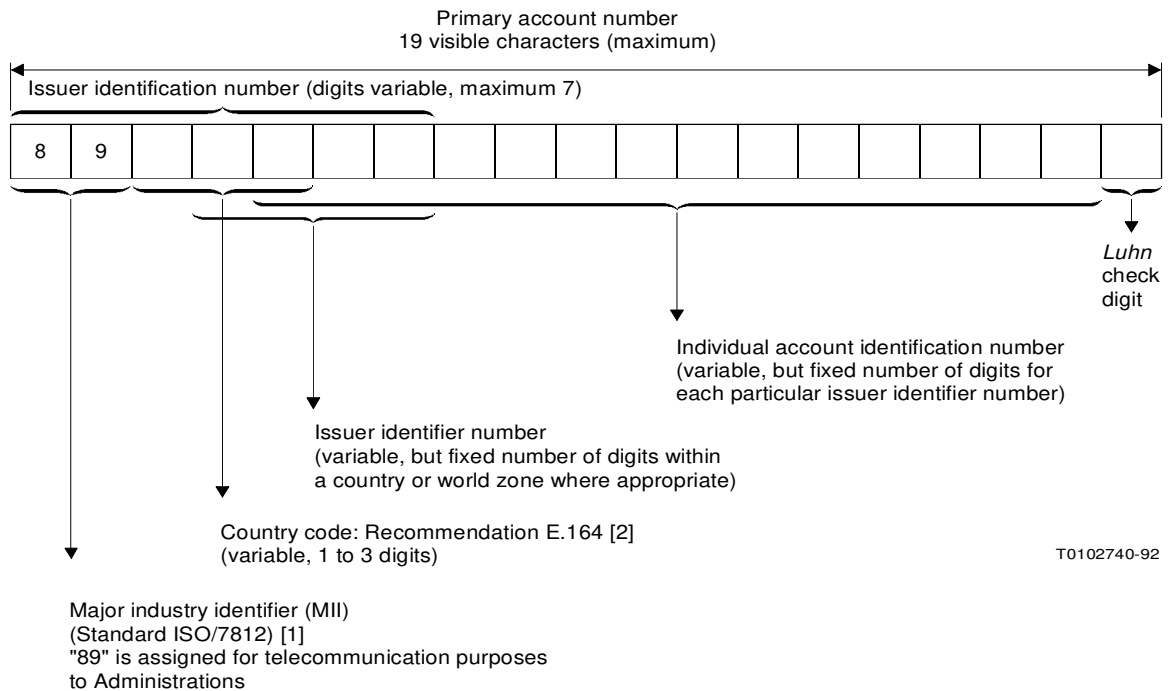 Primary account number
19 visible characters (maximum)
Issuer identification number (digits variable, maximum 7)
8 9
Luhn
check
digit
Individual account identification number
(variable, but fixed number of digits for
each particular issuer identifier number)
Issuer identifier number
(variable, but fixed number of digits within
a country or world zone where appropriate)
Country code: Recommendation E.164 [2]
(variable, 1 to 3 digits)
T0102740-92
Major industry identifier (MII)
(Standard ISO/7812) [1]
"89" is assigned for telecommunication purposes
to Administrations